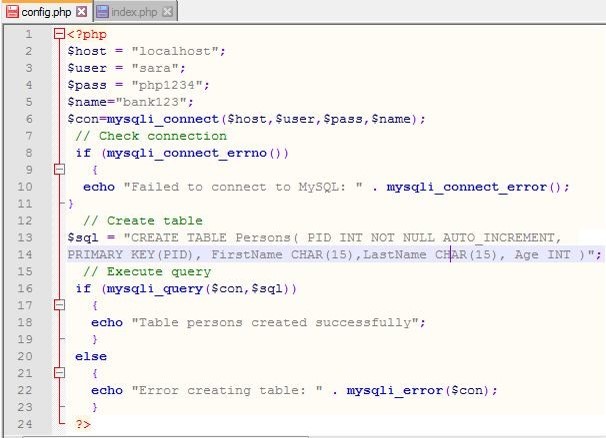 config.php index.php
1 <?php
2 $host = "localhost";
3 $user = "sara";
4 $pass = "php1234";
5 $name="bank123";
6 $con=mysqli_connect($host,$user,$pass,$name);
7 // Check connection
8 if (mysqli_connect_errno())
9 {
10 echo "Failed to connect to MySQL: " . mysqli_connect_error();
11 }
12 // Create table
13 $sql = "CREATE TABLE Persons( PID INT NOT NULL AUTO_INCREMENT,
14 PRIMARY KEY(PID), FirstName CHAR(15),LastName CHAR(15), Age INT )";
15 // Execute query
16 if (mysqli_query($con,$sql))
17 {
18 echo "Table persons created successfully";
19 }
20 else
21 {
22 echo "Error creating table: " . mysqli_error($con);
23 }
24 ?>